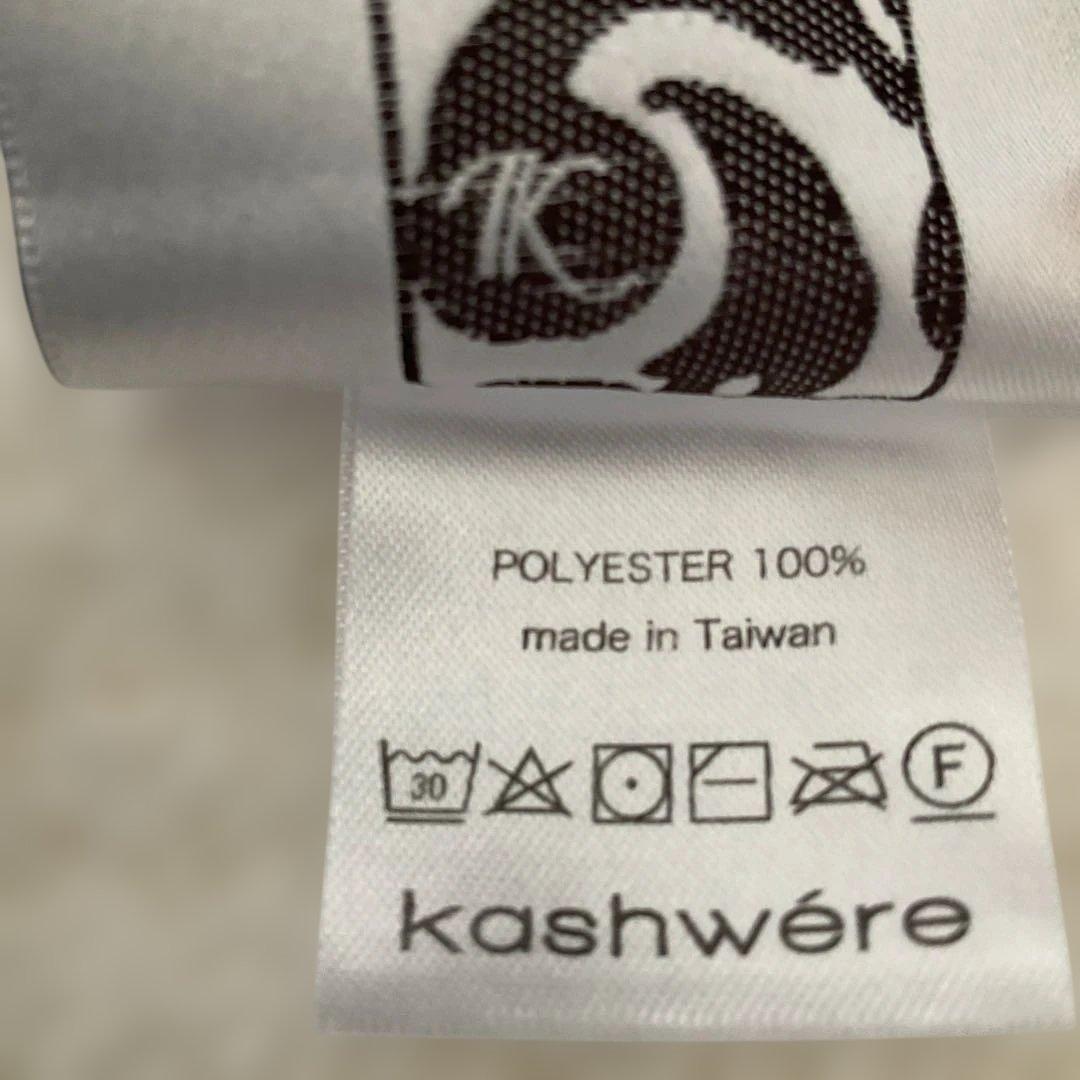 K
POLYESTER 100%
made in Taiwan
30
F
kashwére